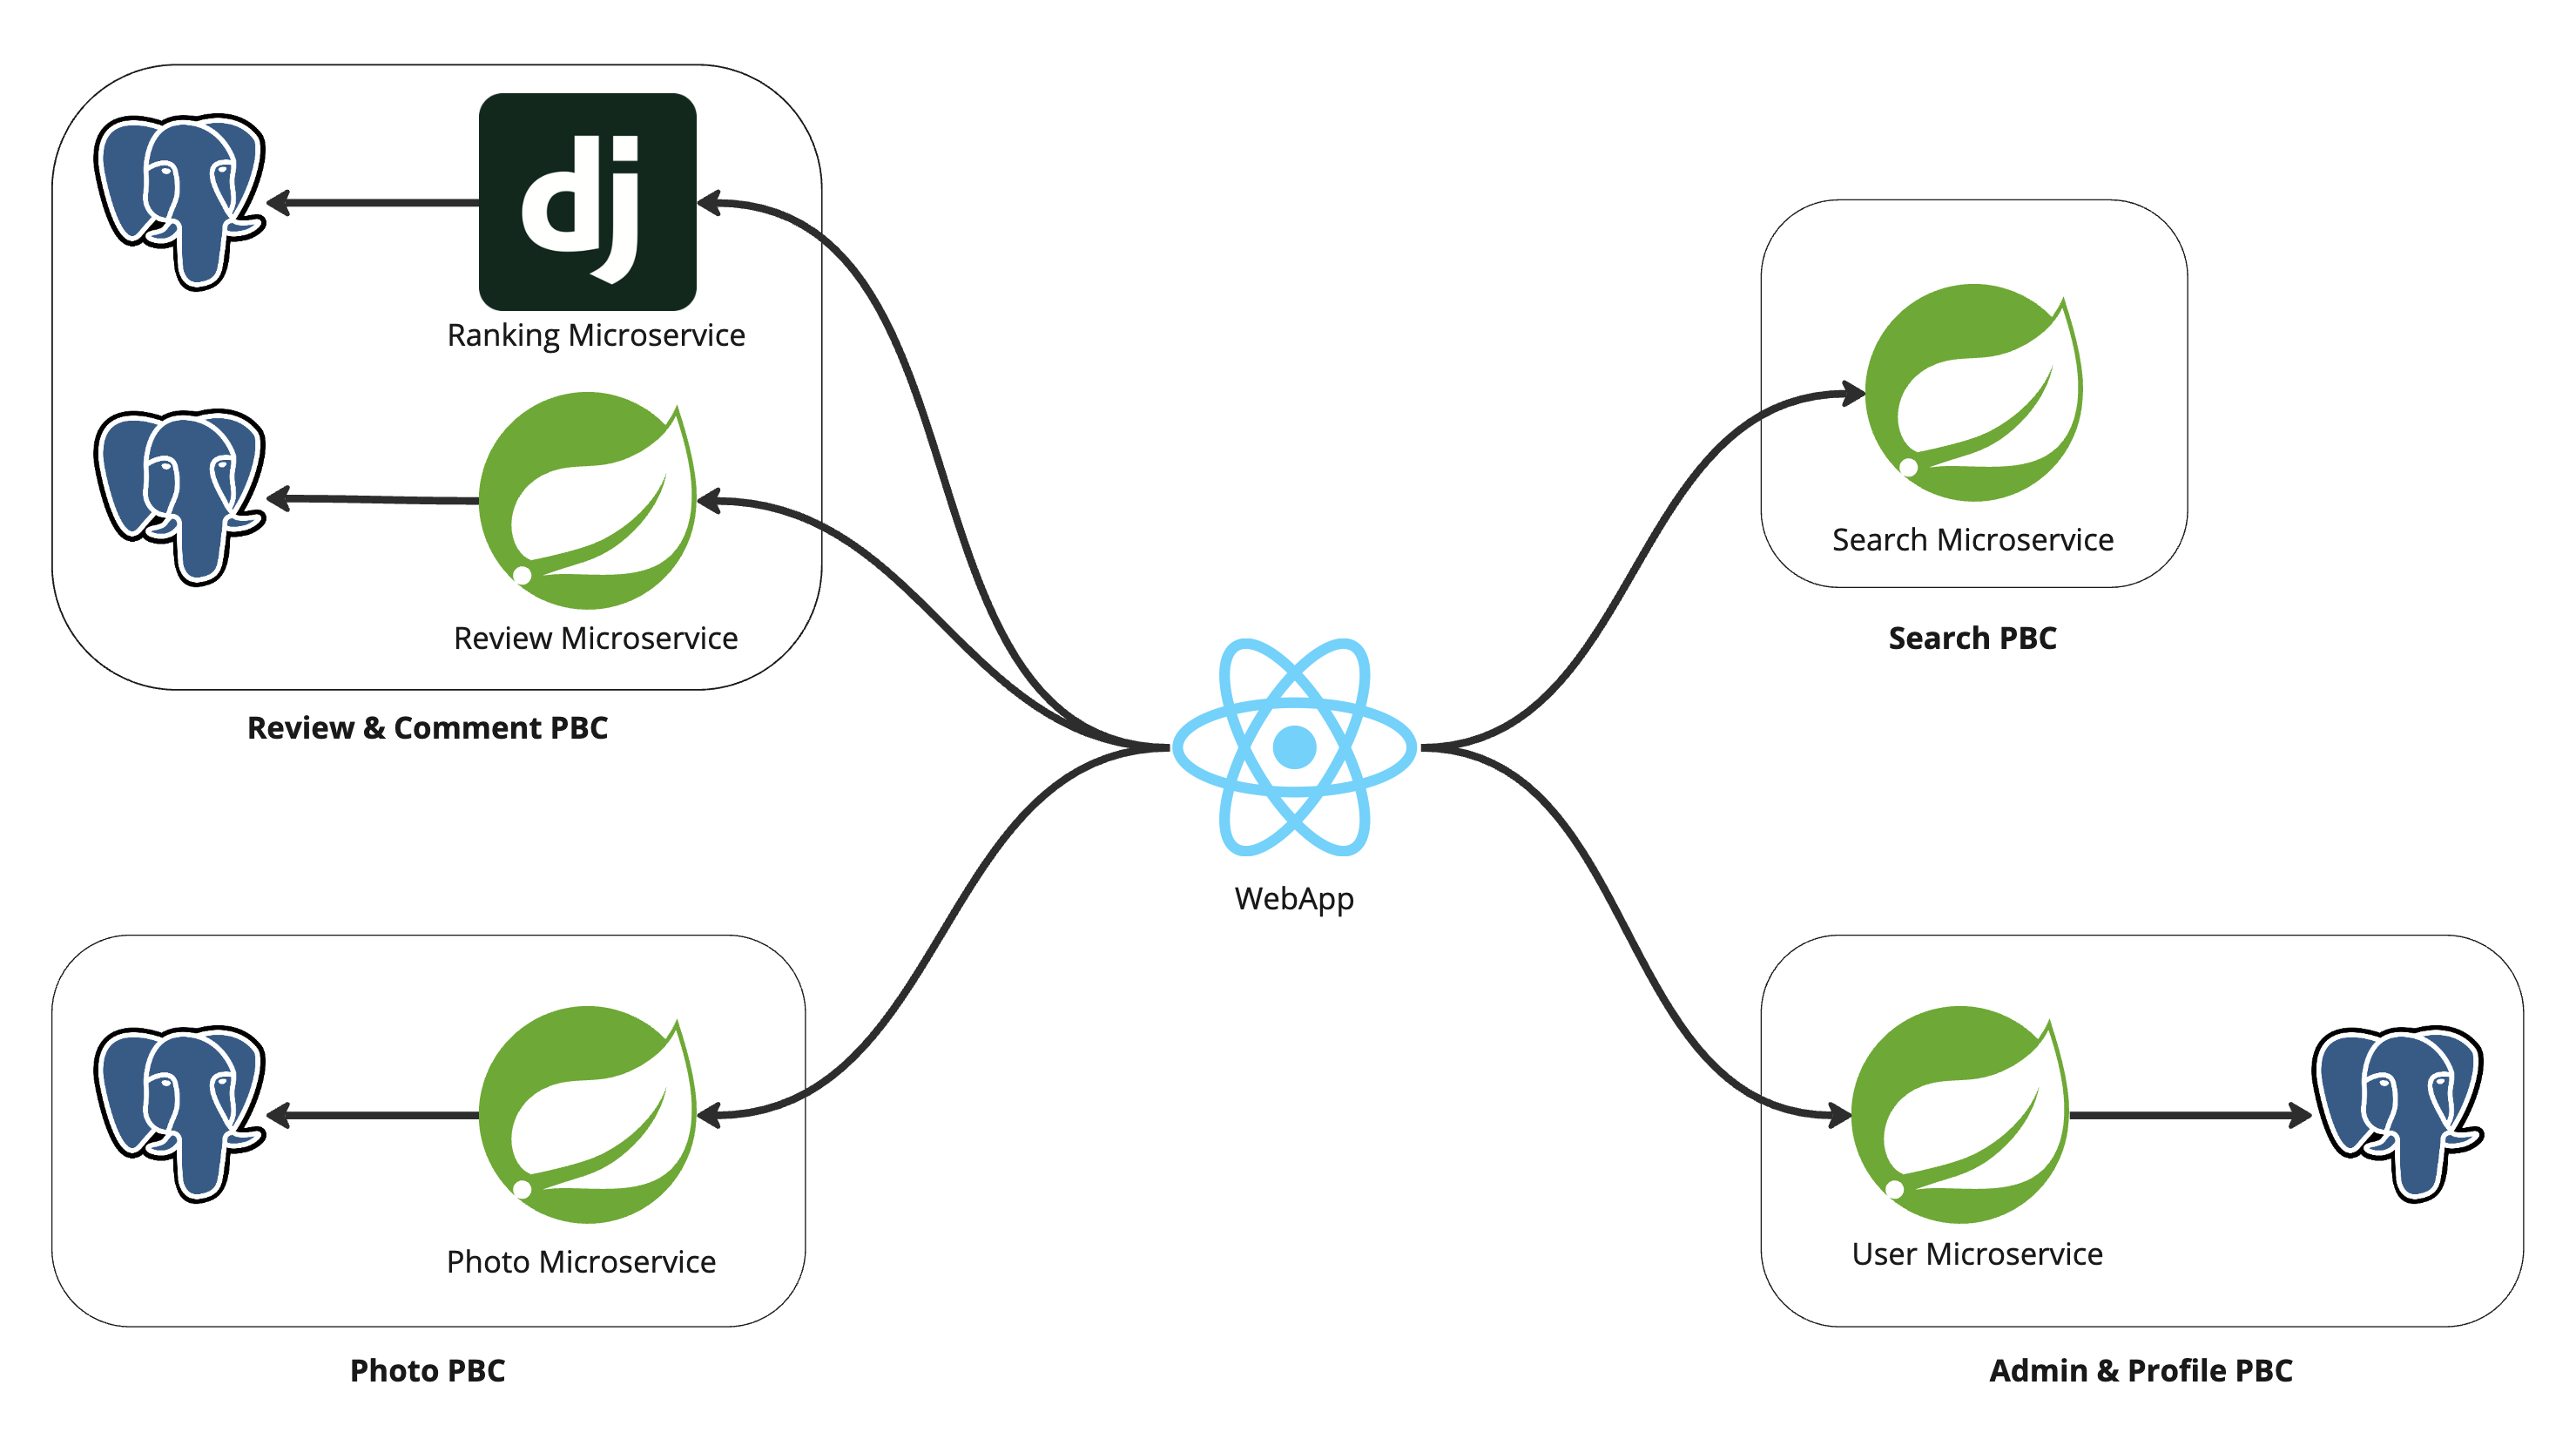 dj
Ranking Microservice
Review Microservice
Review & Comment PBC
Search Microservice
Search PBC
WebApp
Photo Microservice
Photo PBC
User Microservice
Admin & Profile PBC